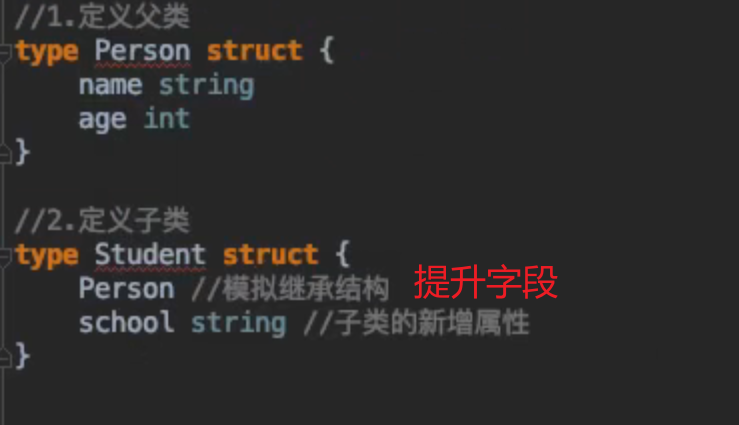 //1.定义父类
type Person struct {
    name string
    age int
}
//2.定义子类
type Student struct {
    Person //模拟继承结构 提升字段
    school string //子类的新增属性
}